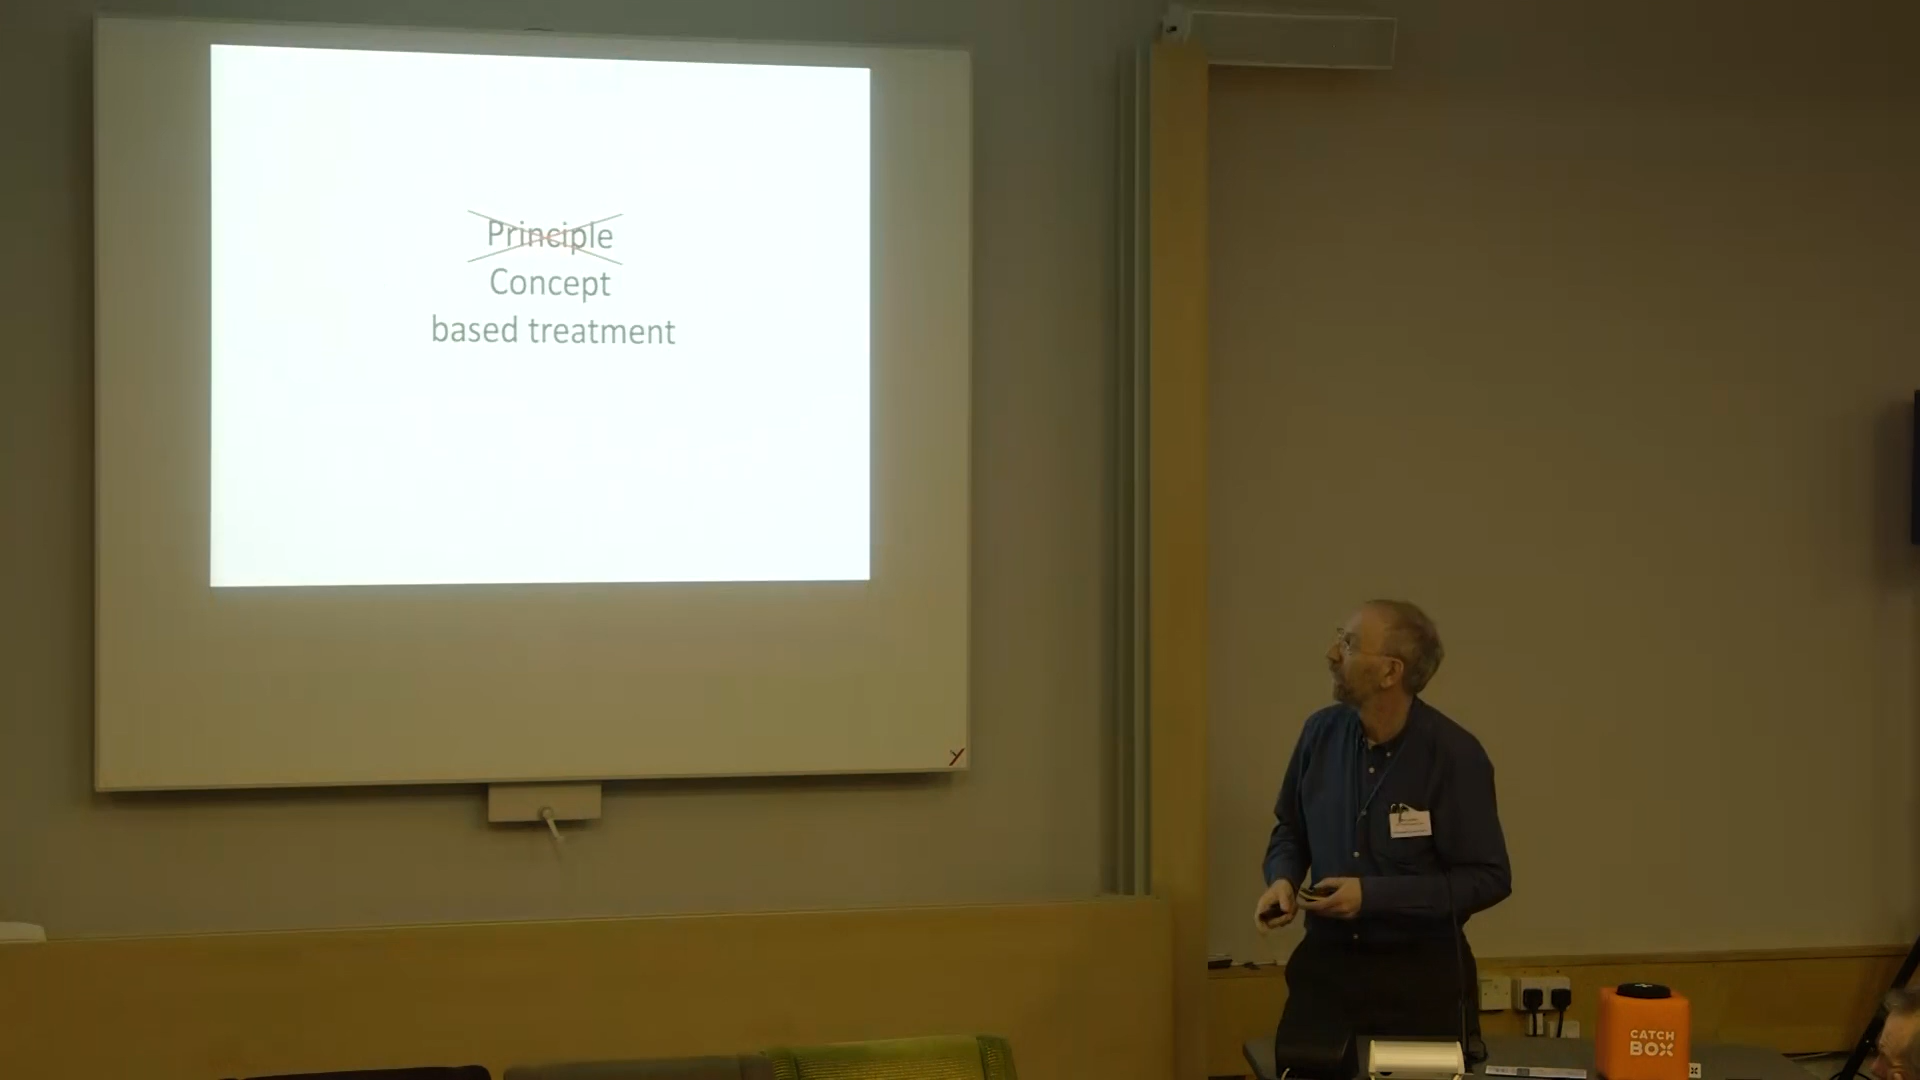 Principle
Concept
based treatment
CATCH
BOX